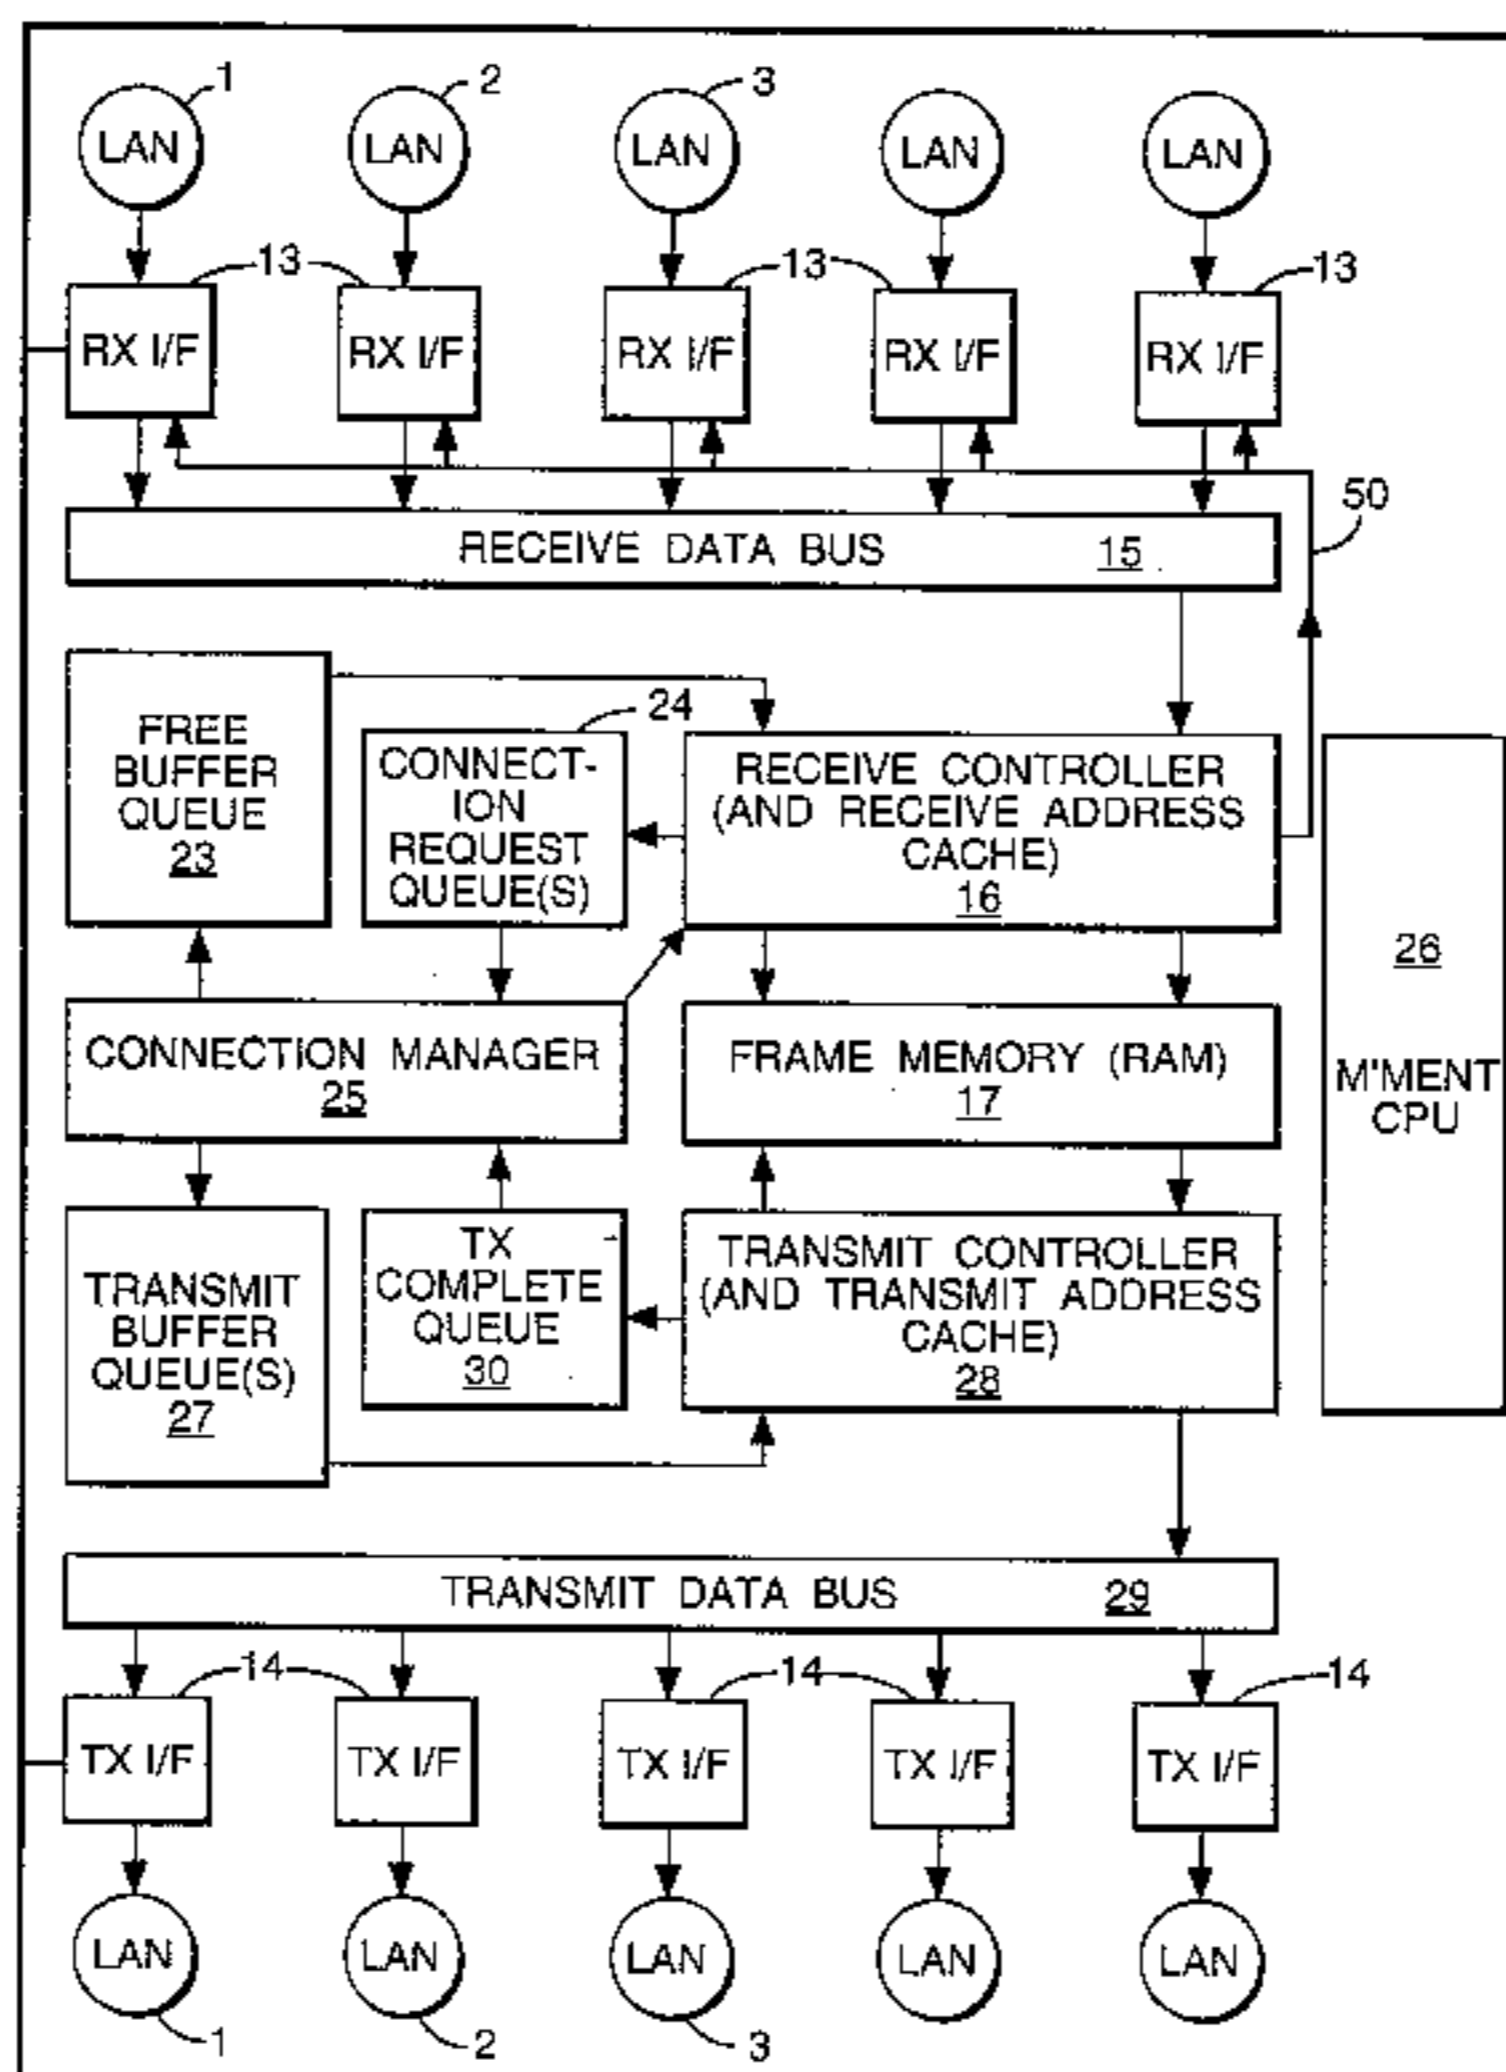 1
2
3
LAN
LAN
LAN
LAN
LAN
13
13
13
RX I/F
RX I/F
RX I/F
RX I/F
RX I/F
50
RECEIVE DATA BUS 15
24
FREE
BUFFER
QUEUE
23
CONNECT-
ION
REQUEST
QUEUE(S)
RECEIVE CONTROLLER
(AND RECEIVE ADDRESS
CACHE)
16
26
M'MENT
CPU
CONNECTION MANAGER
25
FRAME MEMORY (RAM)
17
TRANSMIT
BUFFER
QUEUE(S)
27
TX
COMPLETE
QUEUE
30
TRANSMIT CONTROLLER
(AND TRANSMIT ADDRESS
CACHE)
28
TRANSMIT DATA BUS 29
14
14
14
TX I/F
TX I/F
TX I/F
TX I/F
TX I/F
LAN
LAN
LAN
LAN
LAN
1
2
3